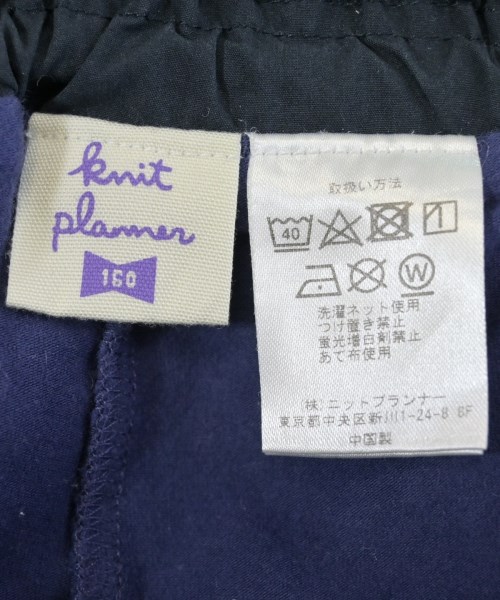 knit
planner
160
取扱い方法
40
W
洗濯ネット使用
つけ置き禁止
蛍光増白剤禁止
あて布使用
株)ニットプランナー
東京都中央区新川1-24-8 8F
中国製